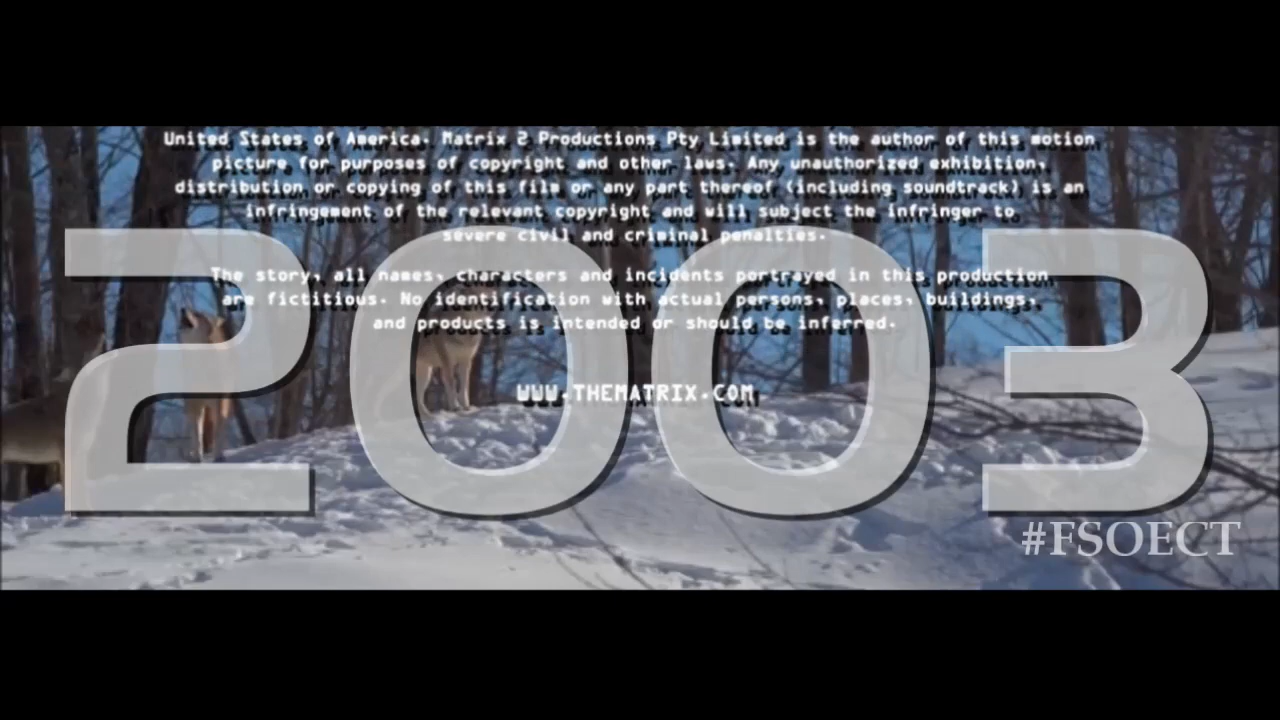 United States of America. Matrix 2 Productions Pty Limited is the author of this motion
picture for purposes of copyright and other laws. Any unauthorized exhibition,
distribution or copying of this film or any part thereof (including soundtrack) is an
infringement of the relevant copyright and will subject the infringer to
severe civil and criminal penalties.
The story, all names, characters and incidents portrayed in this production
are fictitious. No identification with actual persons, places, buildings,
and products is intended or should be inferred.
WWW.THEMATRIX.COM
2003
#FSOECT